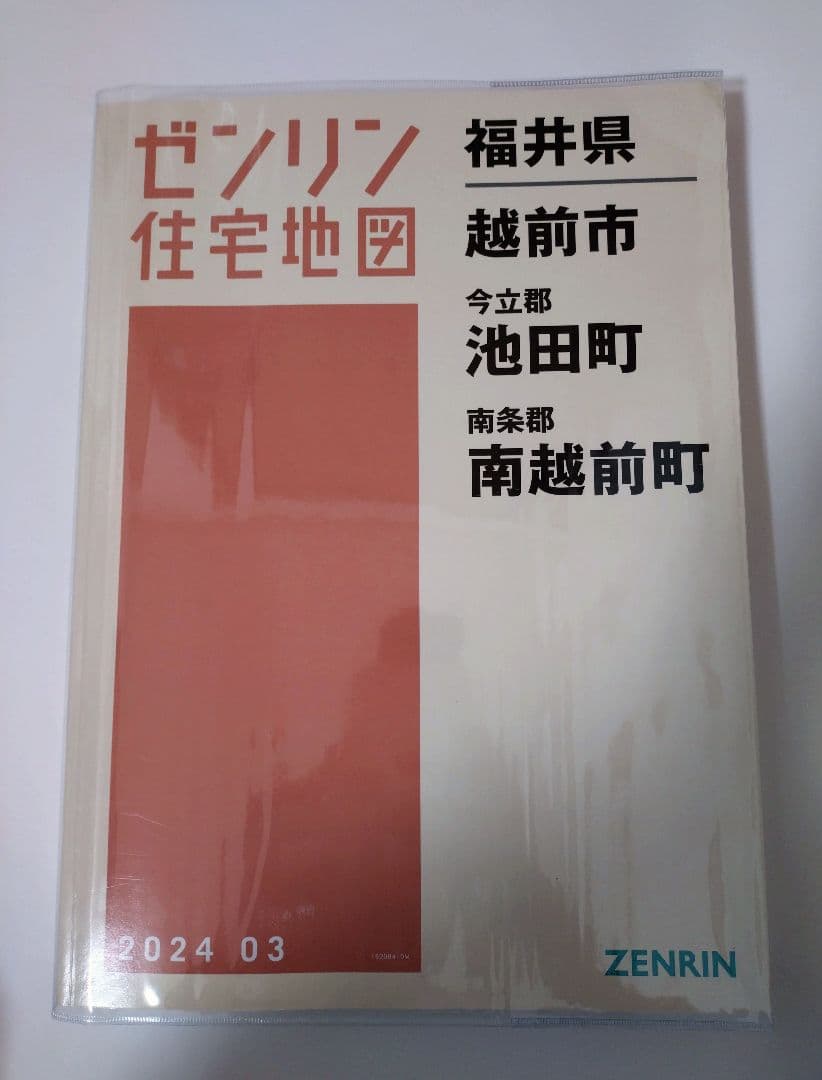 ゼンリン
住宅地図
福井県
越前市
今立郡
池田町
南条郡
南越前町
2024 03
ZENRIN